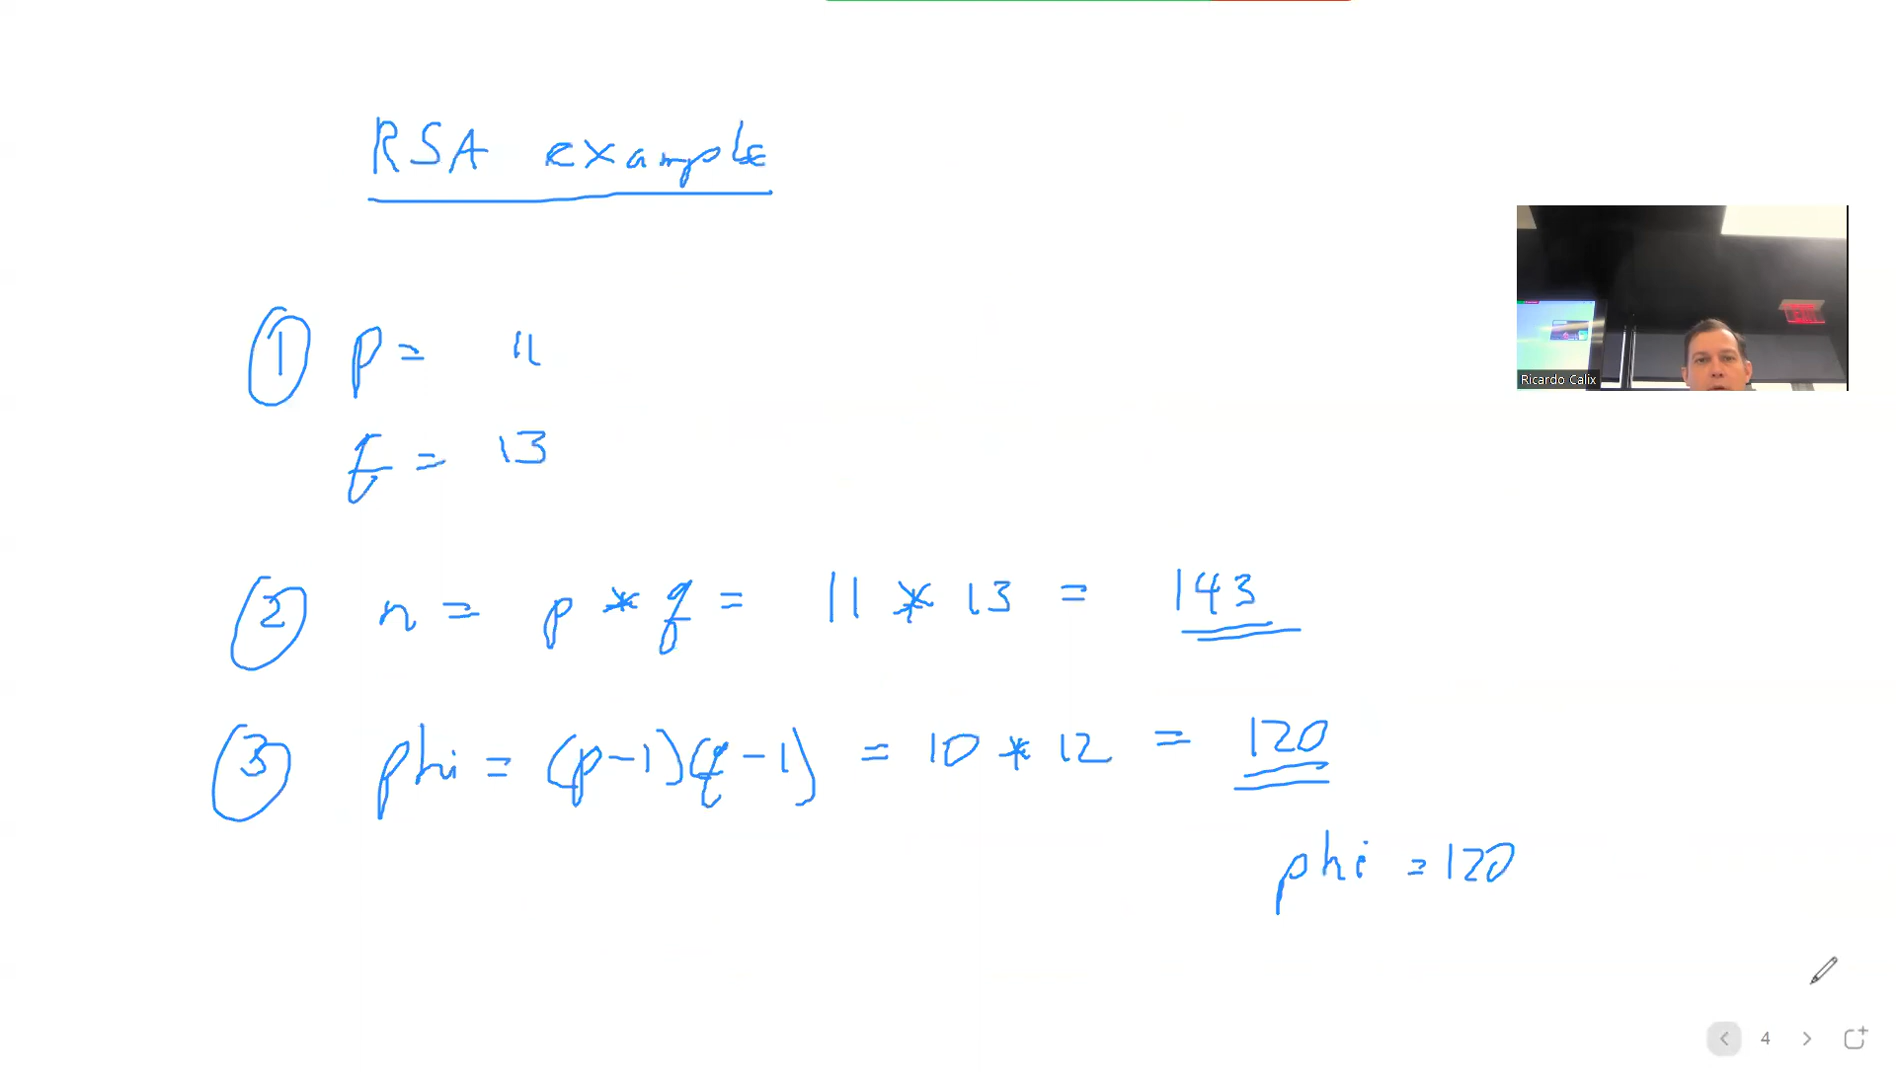 RSA example
① p = 11
q = 13
② n = p * q = 11 * 13 = 143
③ phi = (p-1)(q-1) = 10 * 12 = 120
phi = 120
Ricardo Calix
4